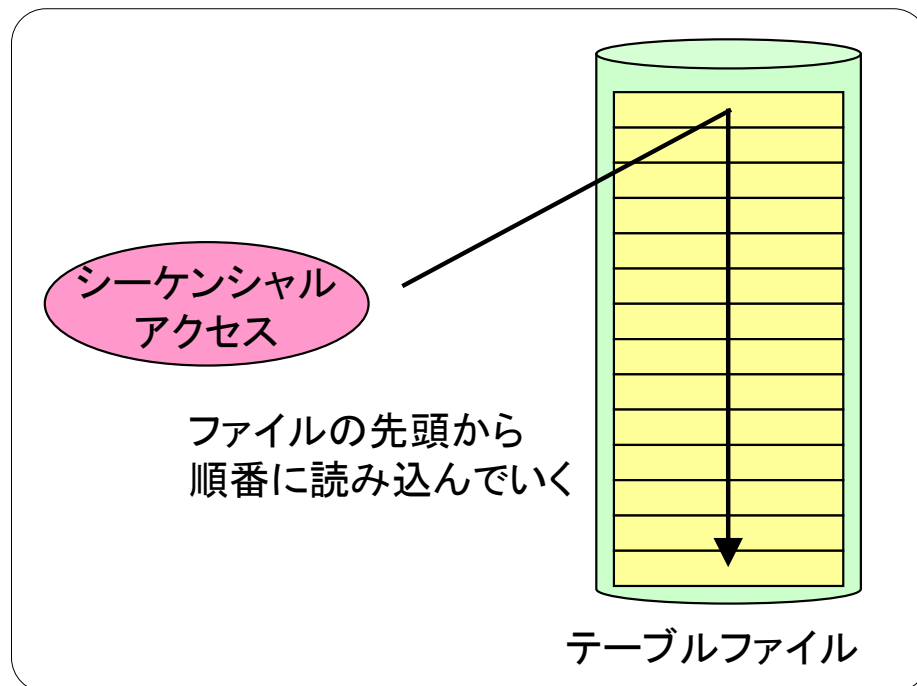 シーケンシャル
アクセス
ファイルの先頭から
順番に読み込んでいく
テーブルファイル